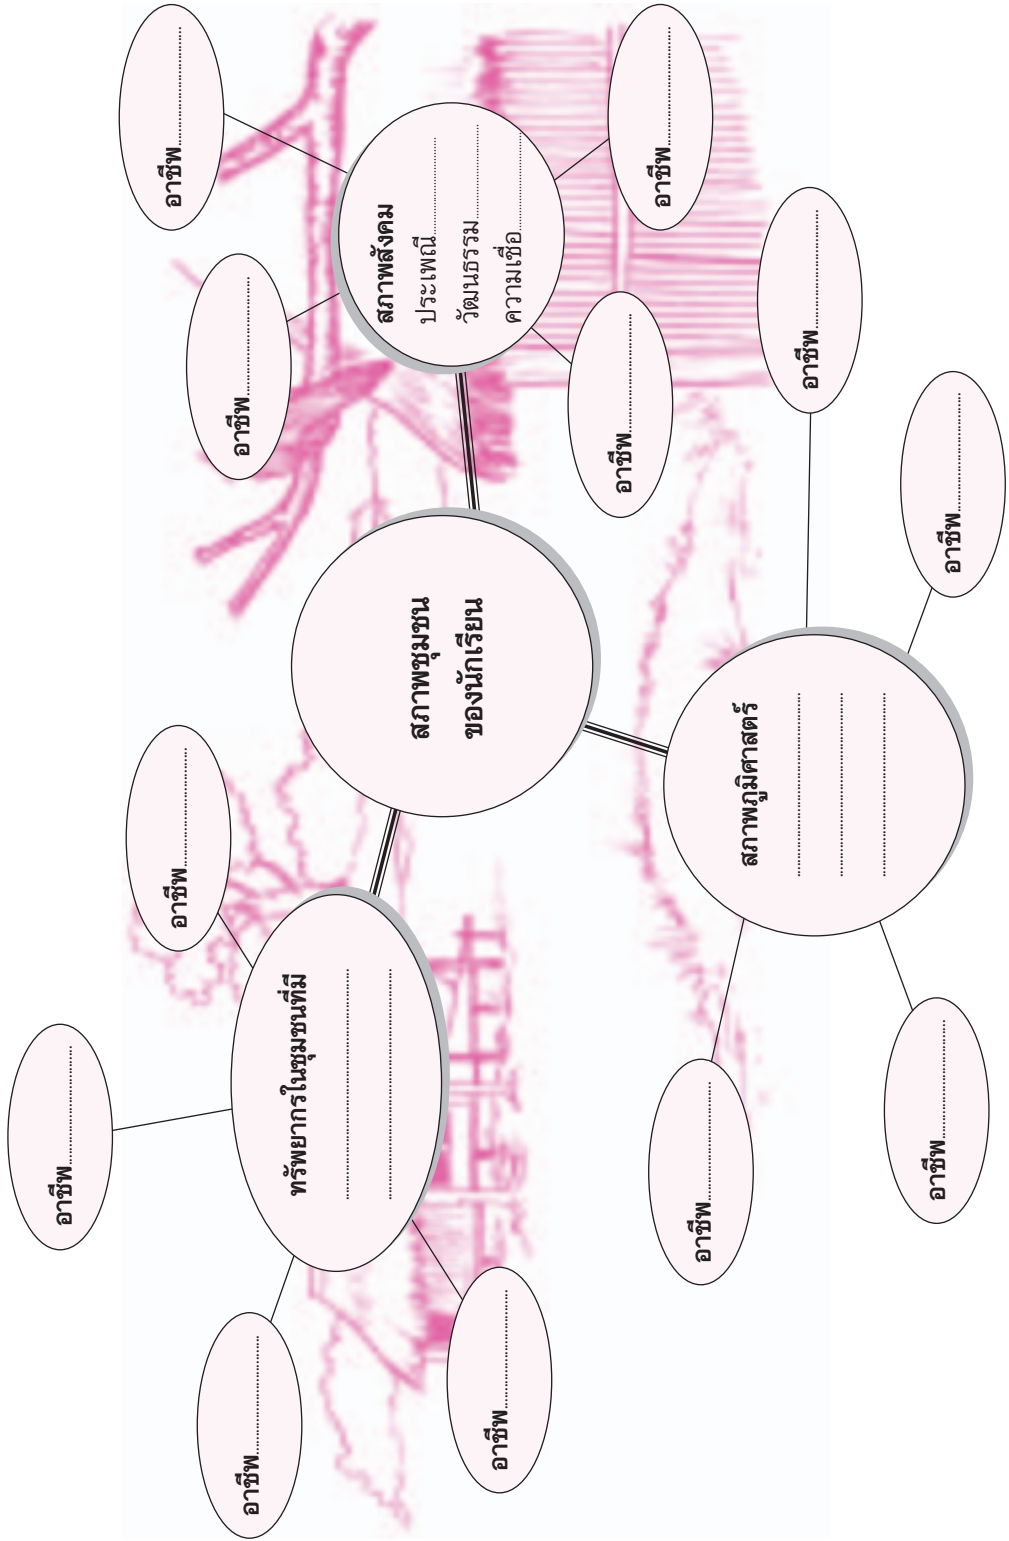 สภาพชุมชน
ของนักเรียน
ทรัพยากรในชุมชนที่มี
..............................
..............................
อาชีพ..............................
อาชีพ..............................
อาชีพ..............................
อาชีพ..............................
สภาพสังคม
ประเพณี....................
วัฒนธรรม....................
ความเชื่อ....................
อาชีพ..............................
อาชีพ..............................
อาชีพ..............................
อาชีพ..............................
สภาพภูมิศาสตร์
..............................
..............................
..............................
อาชีพ..............................
อาชีพ..............................
อาชีพ..............................
อาชีพ..............................